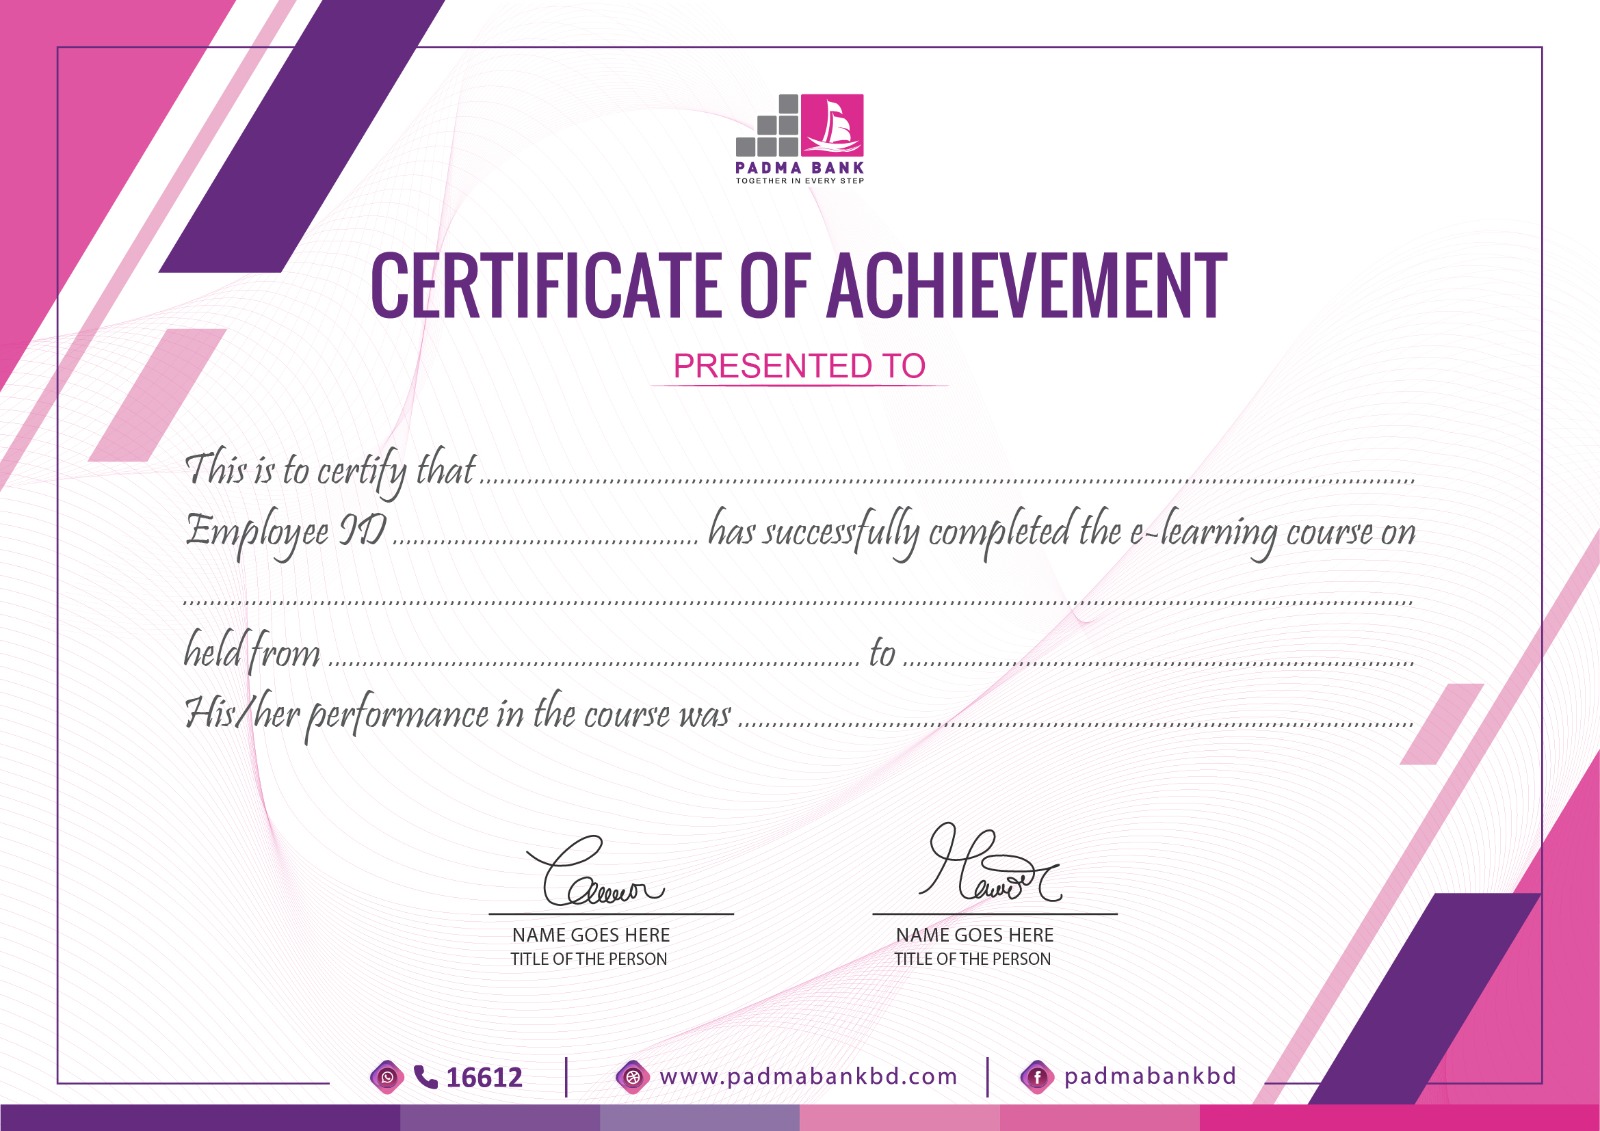 PADMA BANK
TOGETHER IN EVERY STEP
CERTIFICATE OF ACHIEVEMENT
PRESENTED TO
This is to certify that ................................................................
Employee ID ................................ has successfully completed the e-learning course on
................................................................................................
held from ................................................ to ................................................
His/her performance in the course was ................................................................
NAME GOES HERE
TITLE OF THE PERSON
NAME GOES HERE
TITLE OF THE PERSON
16612 | www.padmabankbd.com | padmabankbd